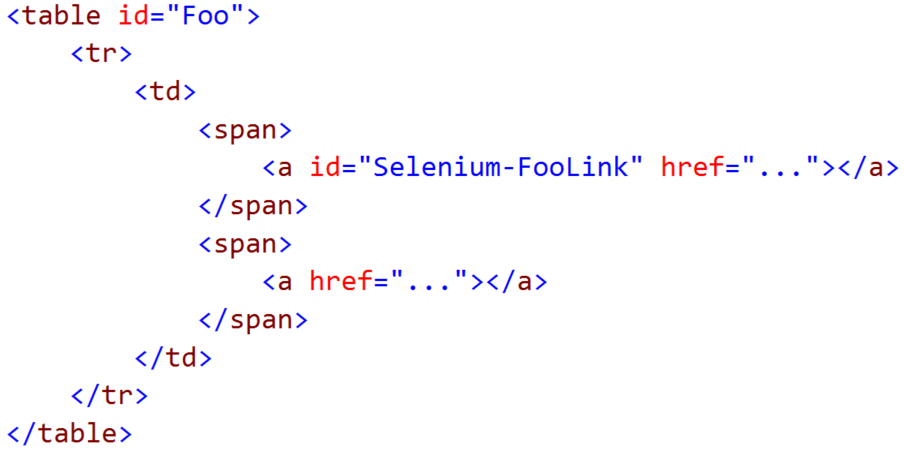 <table id="Foo">
    <tr>
        <td>
            <span>
                <a id="Selenium-FooLink" href="..."></a>
            </span>
            <span>
                <a href="..."></a>
            </span>
        </td>
    </tr>
</table>